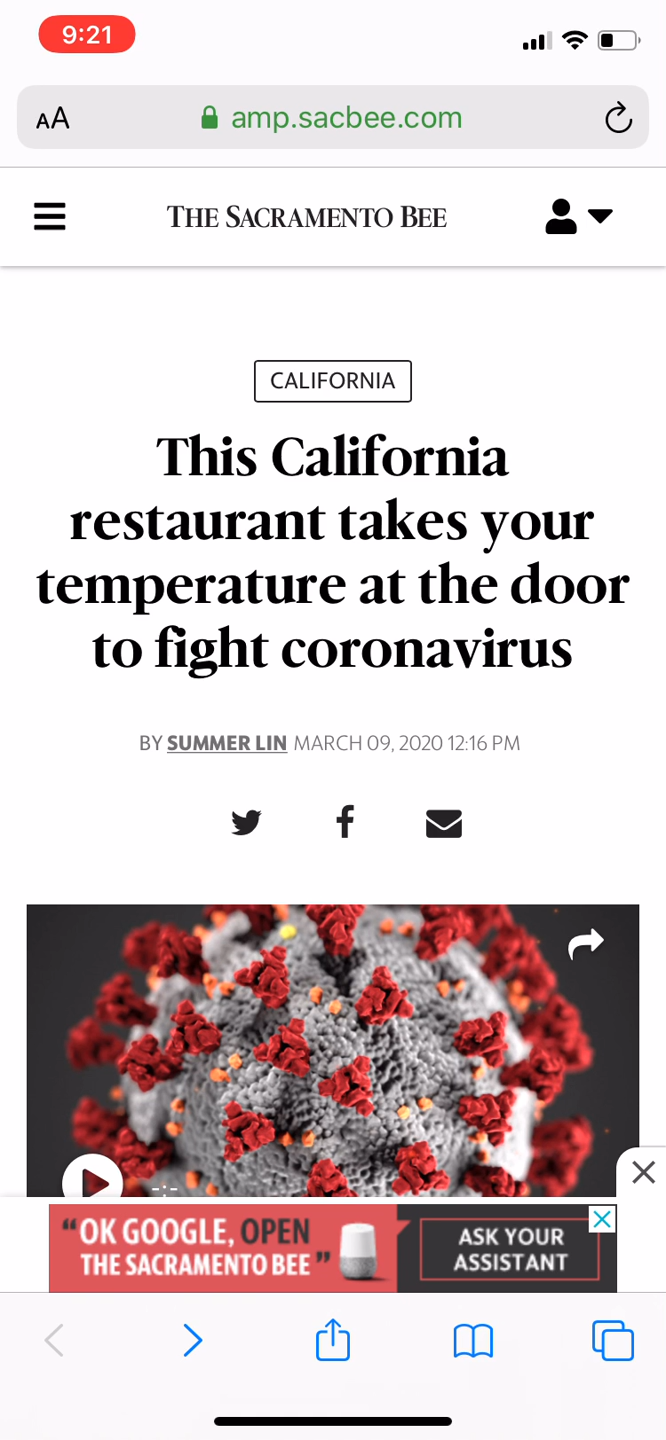 9:21
AA amp.sacbee.com
THE SACRAMENTO BEE
CALIFORNIA
This California
restaurant takes your
temperature at the door
to fight coronavirus
BY SUMMER LIN MARCH 09, 2020 12:16 PM
-:-
“OK GOOGLE, OPEN
THE SACRAMENTO BEE”
ASK YOUR
ASSISTANT